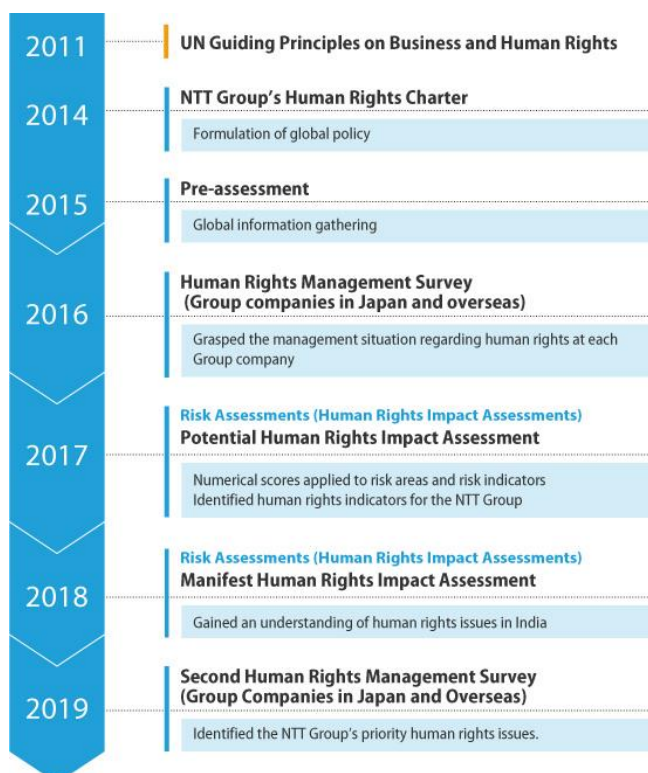 2011
UN Guiding Principles on Business and Human Rights
2014
NTT Group's Human Rights Charter
Formulation of global policy
2015
Pre-assessment
Global information gathering
2016
Human Rights Management Survey
(Group companies in Japan and overseas)
Grasped the management situation regarding human rights at each
Group company
2017
Risk Assessments (Human Rights Impact Assessments)
Potential Human Rights Impact Assessment
Numerical scores applied to risk areas and risk indicators
Identified human rights indicators for the NTT Group
2018
Risk Assessments (Human Rights Impact Assessments)
Manifest Human Rights Impact Assessment
Gained an understanding of human rights issues in India
2019
Second Human Rights Management Survey
(Group Companies in Japan and Overseas)
Identified the NTT Group's priority human rights issues.